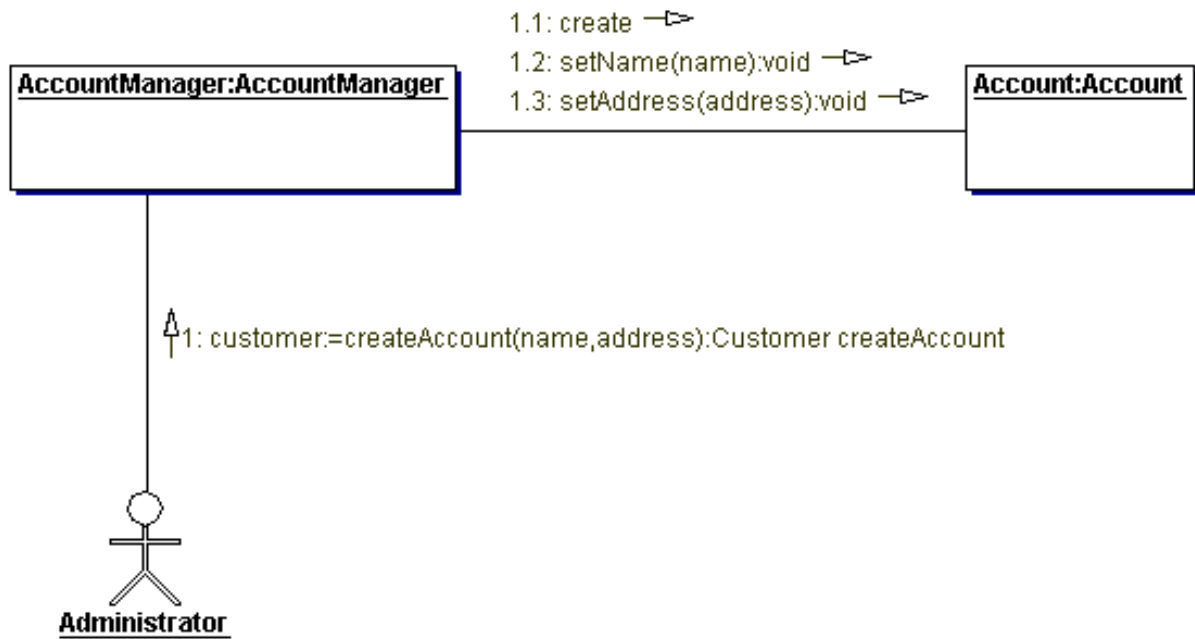 1.1: create
1.2: setName(name):void
1.3: setAddress(address):void
AccountManager:AccountManager
Account:Account
1: customer:=createAccount(name,address):Customer createAccount
Administrator